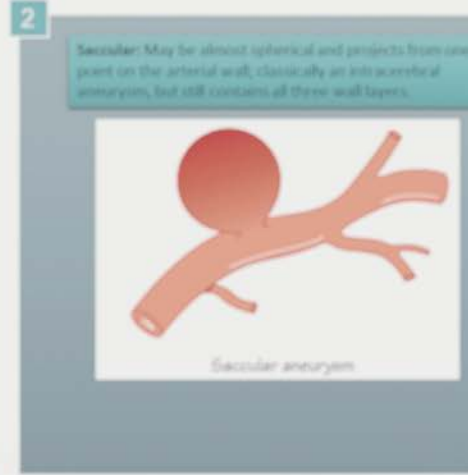 2
Saccular: May be almost spherical and projects from one
point on the arterial wall; classically an intracerebral
aneurysm, but still contains all three wall layers.
Saccular aneurysm